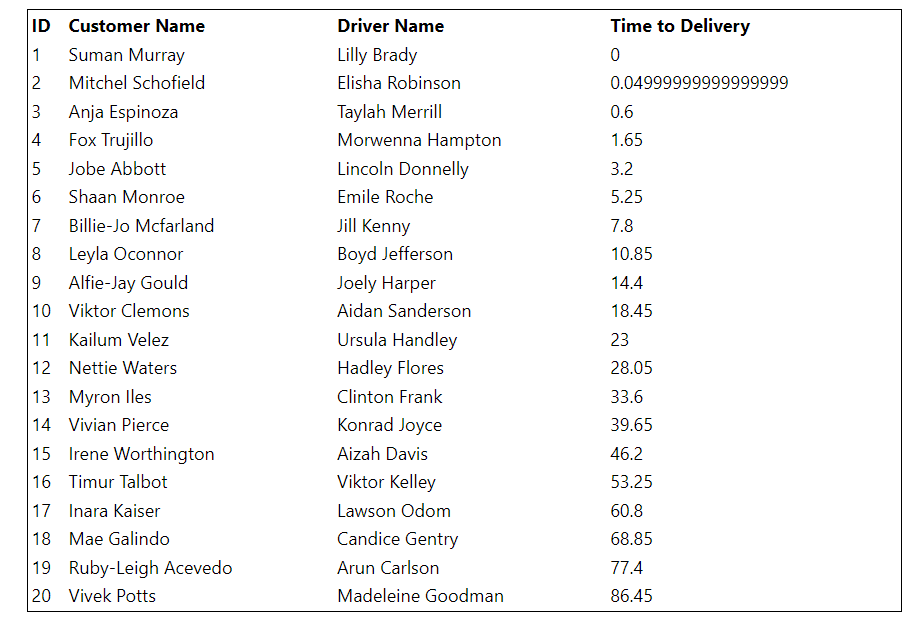 ID Customer Name Driver Name Time to Delivery
1 Suman Murray Lilly Brady 0
2 Mitchel Schofield Elisha Robinson 0.04999999999999999
3 Anja Espinoza Taylah Merrill 0.6
4 Fox Trujillo Morwenna Hampton 1.65
5 Jobe Abbott Lincoln Donnelly 3.2
6 Shaan Monroe Emile Roche 5.25
7 Billie-Jo Mcfarland Jill Kenny 7.8
8 Leyla Oconnor Boyd Jefferson 10.85
9 Alfie-Jay Gould Joely Harper 14.4
10 Viktor Clemons Aidan Sanderson 18.45
11 Kailum Velez Ursula Handley 23
12 Nettie Waters Hadley Flores 28.05
13 Myron Iles Clinton Frank 33.6
14 Vivian Pierce Konrad Joyce 39.65
15 Irene Worthington Aizah Davis 46.2
16 Timur Talbot Viktor Kelley 53.25
17 Inara Kaiser Lawson Odom 60.8
18 Mae Galindo Candice Gentry 68.85
19 Ruby-Leigh Acevedo Arun Carlson 77.4
20 Vivek Potts Madeleine Goodman 86.45